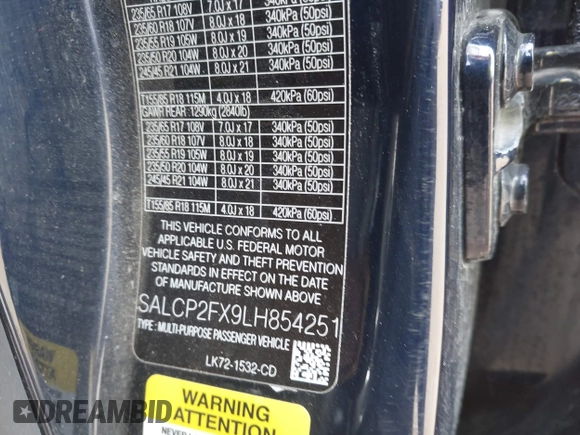 235/65 R17 108V 7.0J x 17 340kPa (50psi)
235/60 R18 107V 8.0J x 18 340kPa (50psi)
235/55 R19 105W 8.0J x 19 340kPa (50psi)
235/50 R20 104W 8.0J x 20 340kPa (50psi)
245/45 R21 104W 8.0J x 21 340kPa (50psi)
T155/85 R18 115M 4.0J x 18 420kPa (60psi)
GAWR REAR : 1290kg (2840lb)
235/65 R17 108V 7.0J x 17 340kPa (50psi)
235/60 R18 107V 8.0J x 18 340kPa (50psi)
235/55 R19 105W 8.0J x 19 340kPa (50psi)
235/50 R20 104W 8.0J x 20 340kPa (50psi)
245/45 R21 104W 8.0J x 21 340kPa (50psi)
T155/85 R18 115M 4.0J x 18 420kPa (60psi)
THIS VEHICLE CONFORMS TO ALL
APPLICABLE U.S. FEDERAL MOTOR
VEHICLE SAFETY AND THEFT PREVENTION
STANDARDS IN EFFECT ON THE DATE
OF MANUFACTURE SHOWN ABOVE
SALCP2FX9LH854251
TYPE : MULTI-PURPOSE PASSENGER VEHICLE
LK72-1532-CD
WARNING
ATTENTION
DREAMBID